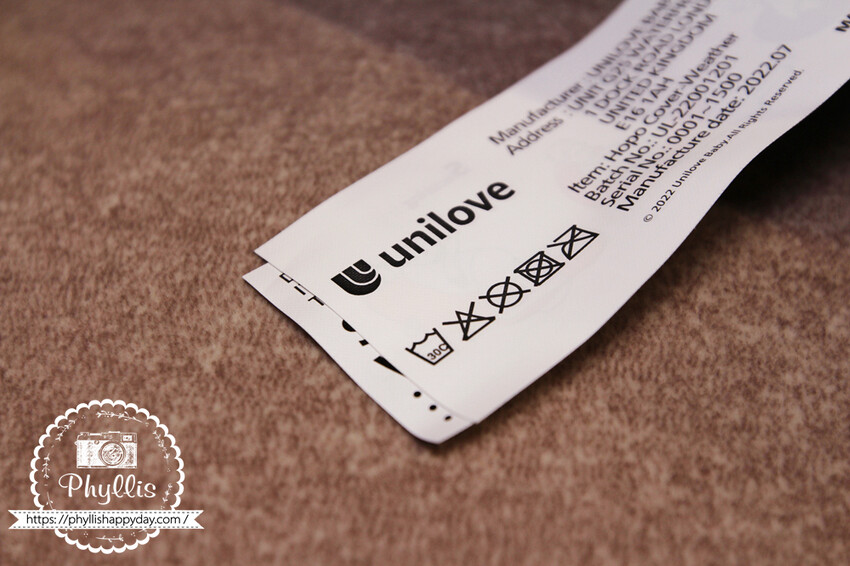 Manufacturer : UNILOVE
Address : UNIT G25
1 DOCK ROAD
UNITED KINGDOM
E16 1AH
Item: Hopo Cover-Weather
Batch No.: UL-22001201
Serial No.: 0001-1500
Manufacture date: 2022.07
© 2022 Unilove Baby.All Rights Reserved.
unilove
30C
Phyllis
https://phyllishappyday.com/